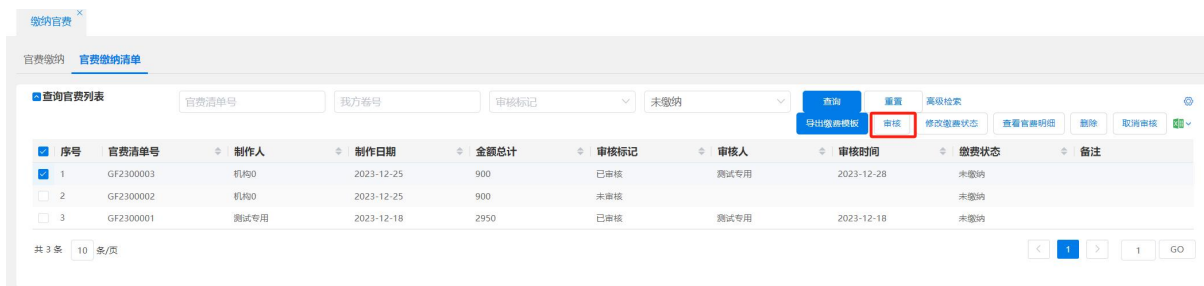 缴纳官费 ×
官费缴纳 官费缴纳清单
查询官费列表 官费清单号 我方卷号 审核标记 未缴纳 查询 重置 高级检索
导出缴费模板 审核 修改缴费状态 查看官费明细 删除 取消审核
序号 官费清单号 制作人 制作日期 金额总计 审核标记 审核人 审核时间 缴费状态 备注
1 GF2300003 机构0 2023-12-25 900 已审核 测试专用 2023-12-28 未缴纳
2 GF2300002 机构0 2023-12-25 900 未审核 未缴纳
3 GF2300001 测试专用 2023-12-18 2950 已审核 测试专用 2023-12-18 未缴纳
共 3 条 10 条/页 < 1 > 1 GO